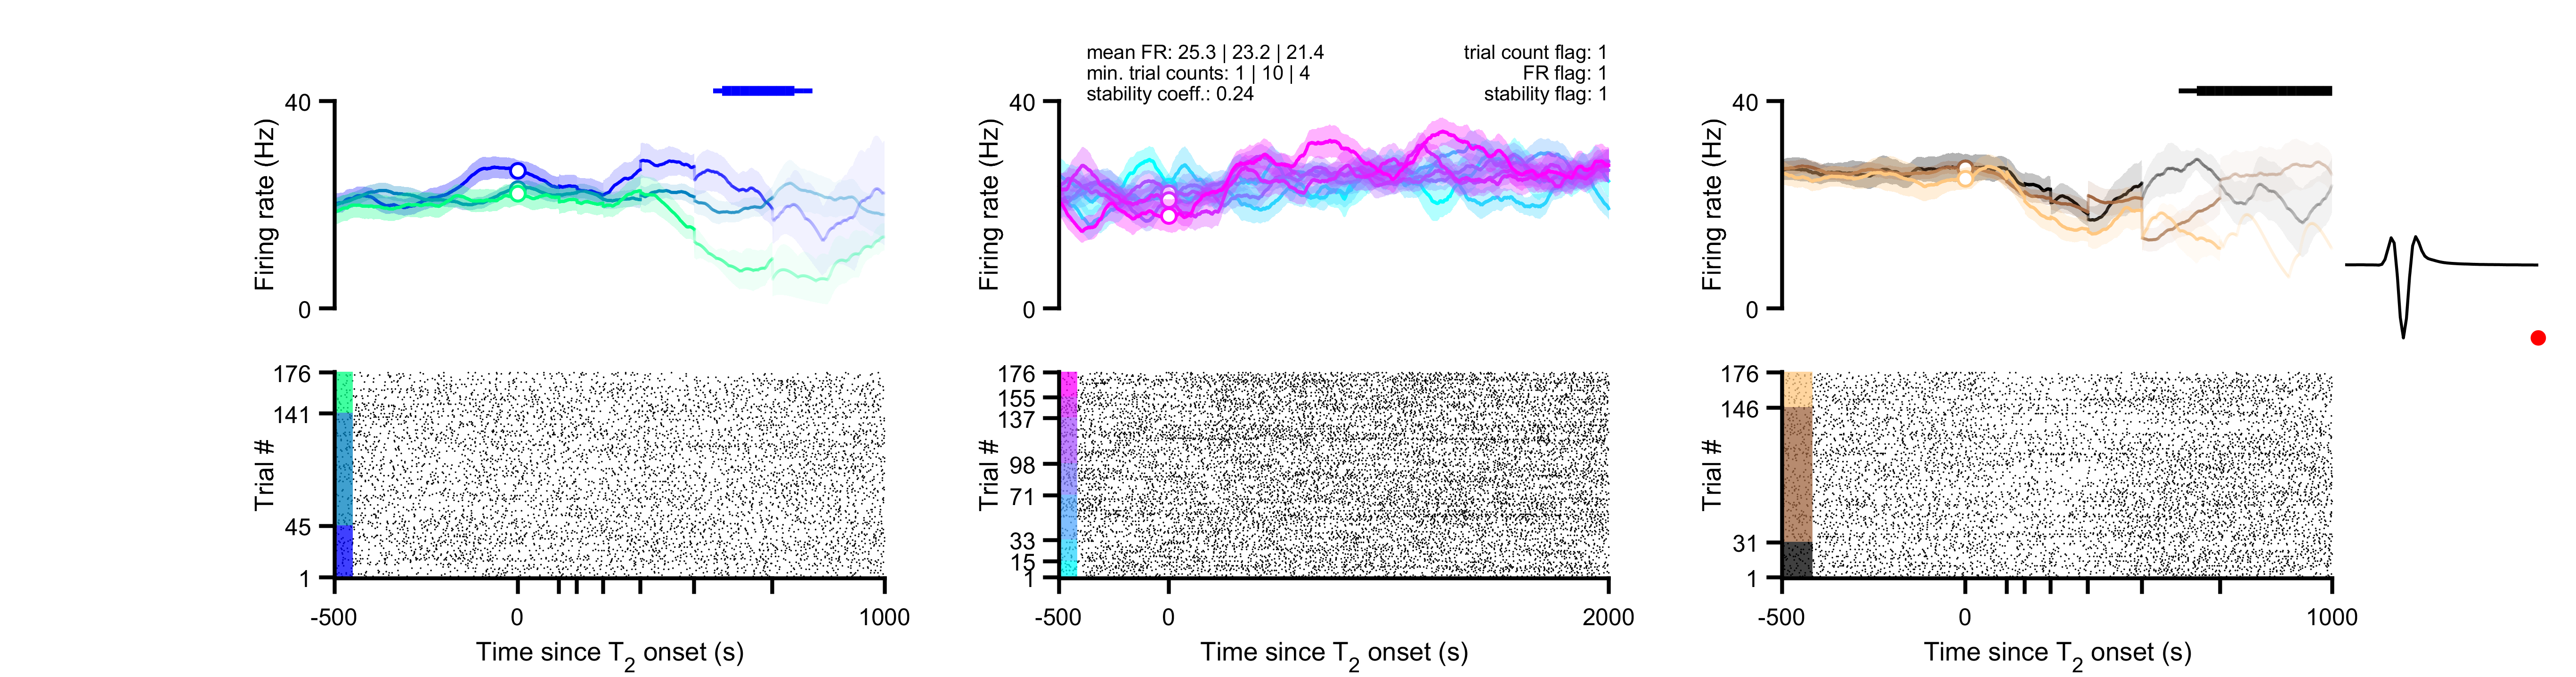 mean FR: 25.3 | 23.2 | 21.4
min. trial counts: 1 | 10 | 4
stability coeff.: 0.24
trial count flag: 1
FR flag: 1
stability flag: 1
40
Firing rate (Hz)
0
40
Firing rate (Hz)
0
40
Firing rate (Hz)
0
176
141
45
1
Trial #
-500
0
1000
Time since T2 onset (s)
176
155
137
98
71
33
15
1
Trial #
-500
0
2000
Time since T2 onset (s)
176
146
31
1
Trial #
-500
0
1000
Time since T2 onset (s)